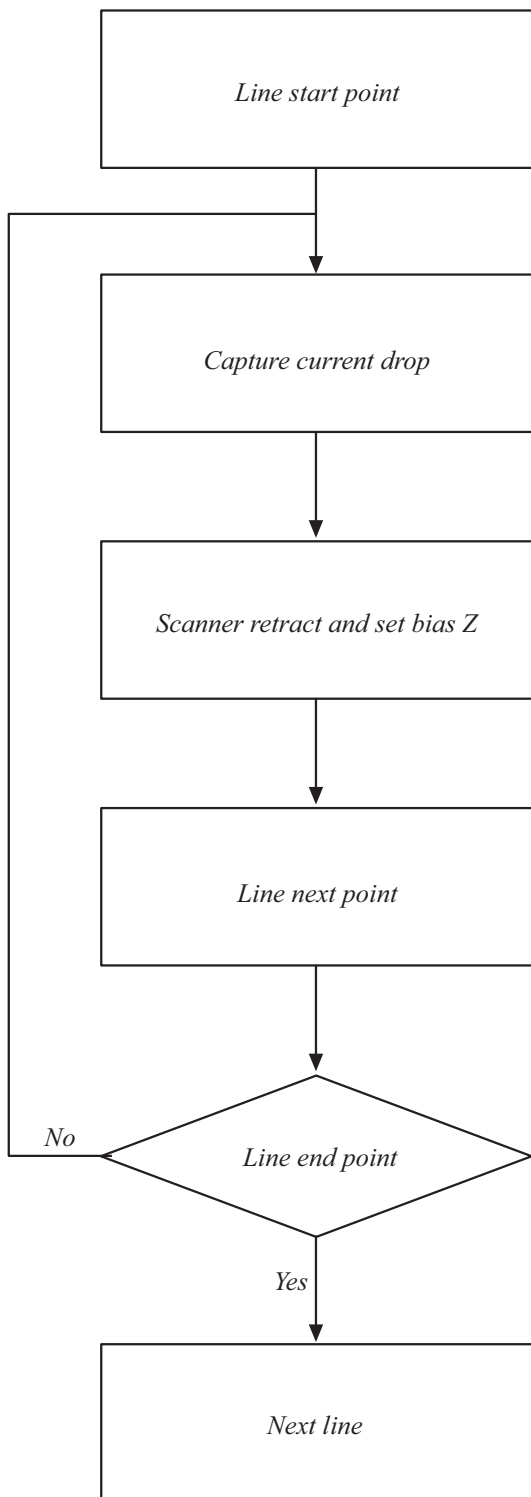 Line start point
Capture current drop
Scanner retract and set bias Z
Line next point
No
Line end point
Yes
Next line